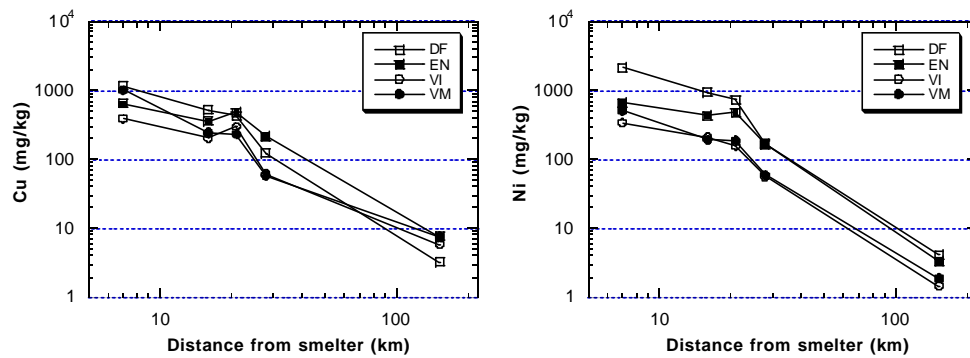 10⁴
1000
100
10
1
Cu (mg/kg)
DF
EN
VI
VM
10
100
Distance from smelter (km)
10⁴
1000
100
10
1
Ni (mg/kg)
DF
EN
VI
VM
10
100
Distance from smelter (km)